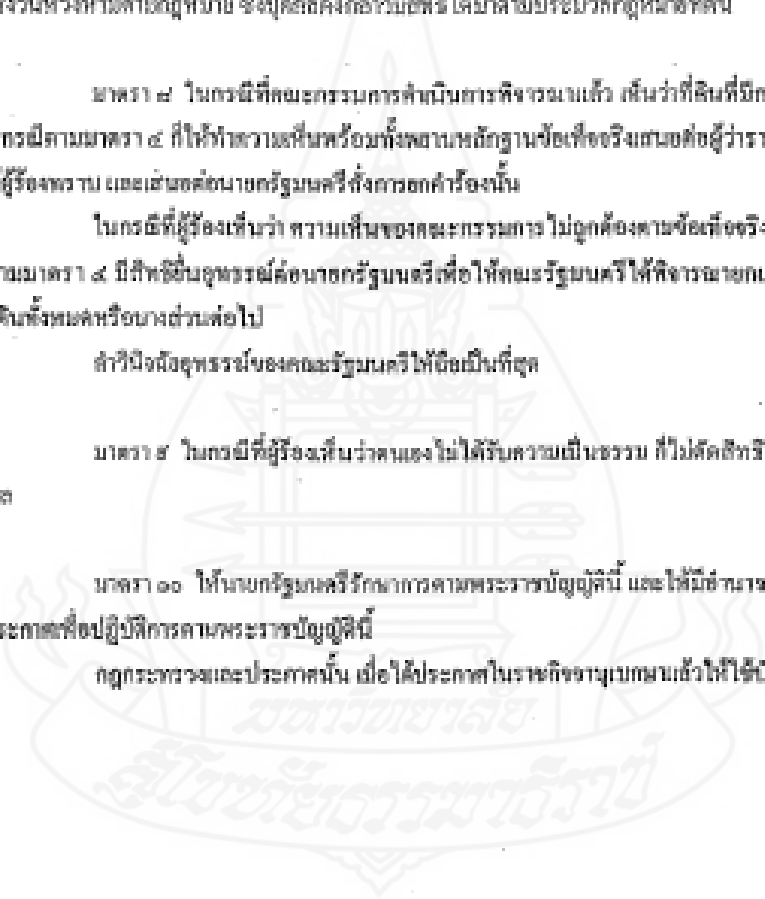 มาตรา ๘ ในกรณีที่คณะกรรมการดำเนินการพิจารณาแล้ว เห็นว่าที่ดินที่มีก
กรณีตามมาตรา ๔ ก็ให้ทำความเห็นพร้อมทั้งพยานหลักฐานข้อเท็จจริงเสนอต่อผู้ว่ารา
ผู้ร้องทราบ และเสนอต่อนายกรัฐมนตรีสั่งการยกคำร้องนั้น
ในกรณีที่ผู้ร้องเห็นว่า ความเห็นของคณะกรรมการไม่ถูกต้องตามข้อเท็จจริง
ามมาตรา ๔ มีสิทธิยื่นอุทธรณ์ต่อนายกรัฐมนตรีเพื่อให้คณะรัฐมนตรีได้พิจารณายก
ดินทั้งหมดหรือบางส่วนต่อไป
คำวินิจฉัยอุทธรณ์ของคณะรัฐมนตรีให้ถือเป็นที่สุด
มาตรา ๙ ในกรณีที่ผู้ร้องเห็นว่าตนเองไม่ได้รับความเป็นธรรม ก็ไม่ตัดสิทธิ
ล
มาตรา ๑๐ ให้นายกรัฐมนตรีรักษาการตามพระราชบัญญัตินี้ และให้มีอำนาจ
ระกาศเพื่อปฏิบัติการตามพระราชบัญญัตินี้
กฎกระทรวงและประกาศนั้น เมื่อได้ประกาศในราชกิจจานุเบกษาแล้วให้ใช้บั
มหาวิทยาลัย
สุโขทัยธรรมาธิราช